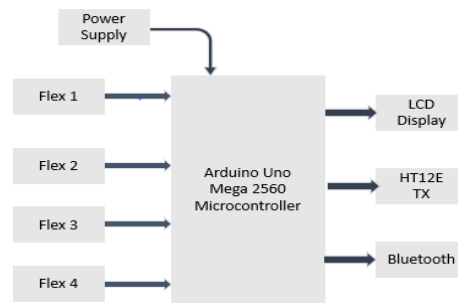 Power
Supply
Flex 1
Flex 2
Flex 3
Flex 4
Arduino Uno
Mega 2560
Microcontroller
LCD
Display
HT12E
TX
Bluetooth